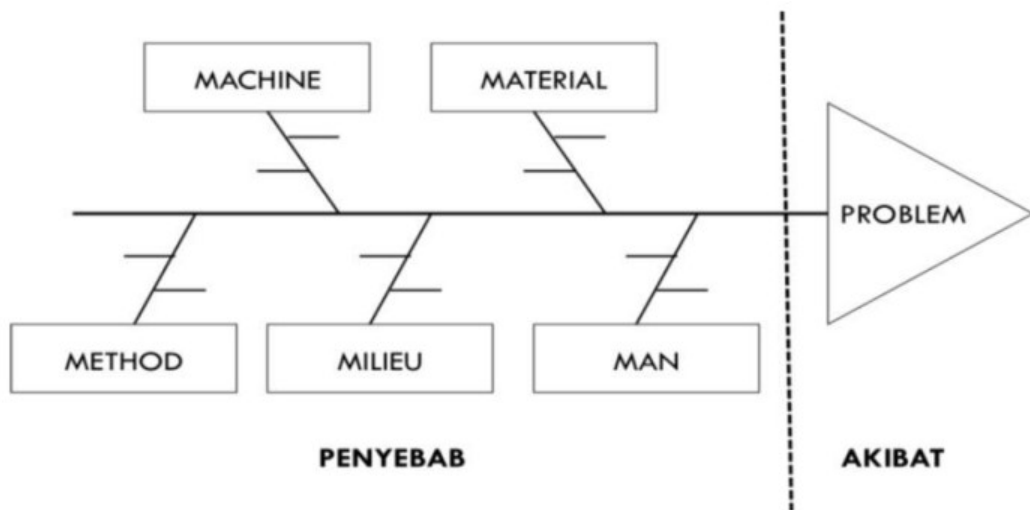 MACHINE
MATERIAL
PROBLEM
METHOD
MILIEU
MAN
PENYEBAB
AKIBAT